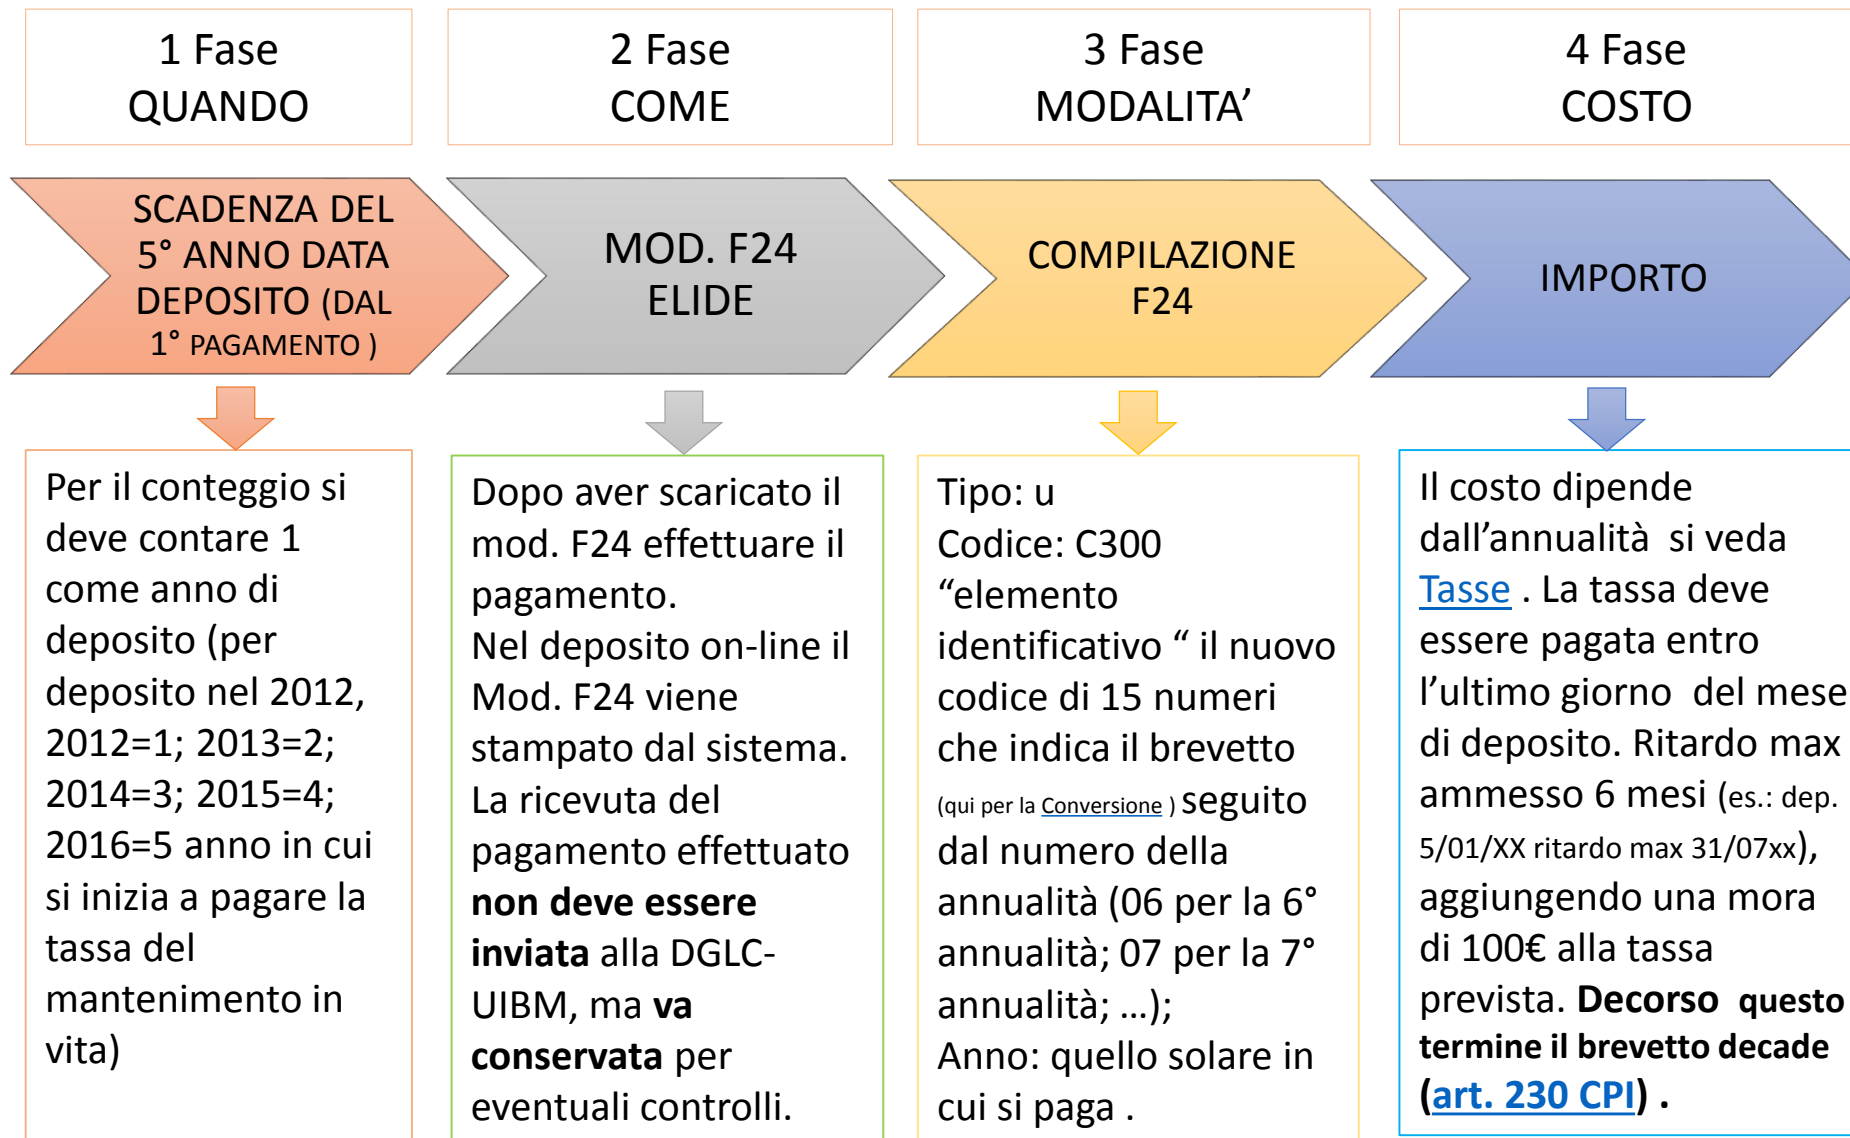 1 Fase
QUANDO
2 Fase
COME
3 Fase
MODALITA’
4 Fase
COSTO
SCADENZA DEL
5° ANNO DATA
DEPOSITO (DAL
1° PAGAMENTO )
MOD. F24
ELIDE
COMPILAZIONE
F24
IMPORTO
Per il conteggio si
deve contare 1
come anno di
deposito (per
deposito nel 2012,
2012=1; 2013=2;
2014=3; 2015=4;
2016=5 anno in cui
si inizia a pagare la
tassa del
mantenimento in
vita)
Dopo aver scaricato il
mod. F24 effettuare il
pagamento.
Nel deposito on-line il
Mod. F24 viene
stampato dal sistema.
La ricevuta del
pagamento effettuato
non deve essere
inviata alla DGLC-
UIBM, ma va
conservata per
eventuali controlli.
Tipo: u
Codice: C300
“elemento
identificativo “ il nuovo
codice di 15 numeri
che indica il brevetto
(qui per la Conversione ) seguito
dal numero della
annualità (06 per la 6°
annualità; 07 per la 7°
annualità; …);
Anno: quello solare in
cui si paga .
Il costo dipende
dall’annualità si veda
Tasse . La tassa deve
essere pagata entro
l’ultimo giorno del mese
di deposito. Ritardo max
ammesso 6 mesi (es.: dep.
5/01/XX ritardo max 31/07xx),
aggiungendo una mora
di 100€ alla tassa
prevista. Decorso questo
termine il brevetto decade
(art. 230 CPI) .